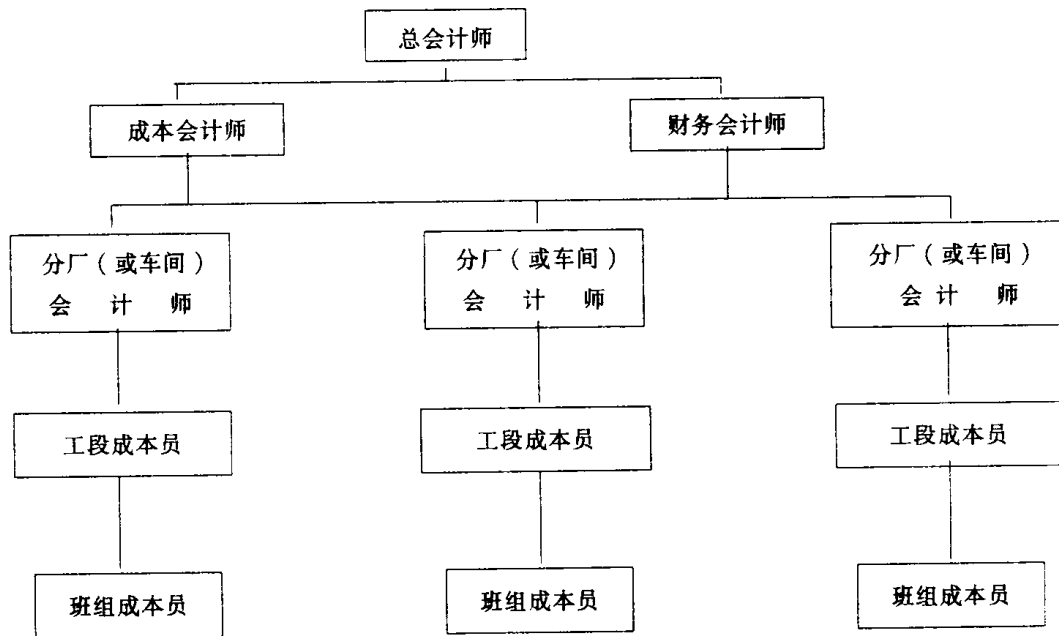 总会计师
成本会计师
财务会计师
分厂（或车间）
会 计 师
分厂（或车间）
会 计 师
分厂（或车间）
会 计 师
工段成本员
工段成本员
工段成本员
班组成本员
班组成本员
班组成本员